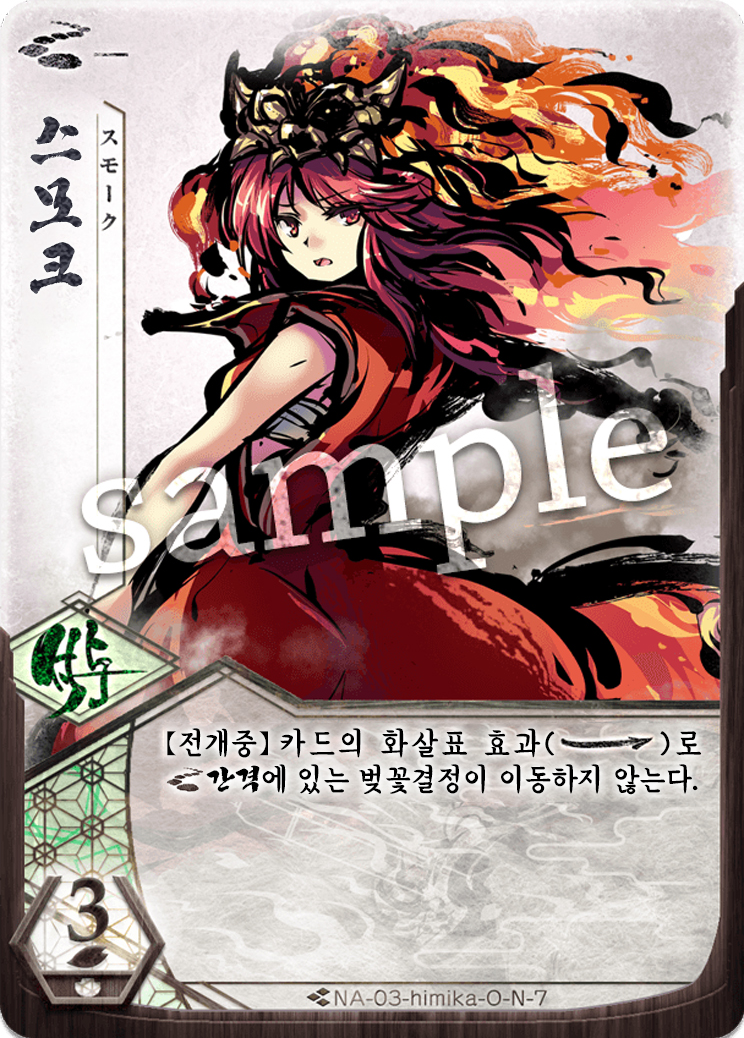 스모크
スモーク
sample
부여
【전개중】카드의 화살표 효과(⟶)로
간격에 있는 벚꽃결정이 이동하지 않는다.
3
NA-03-himika-O-N-7